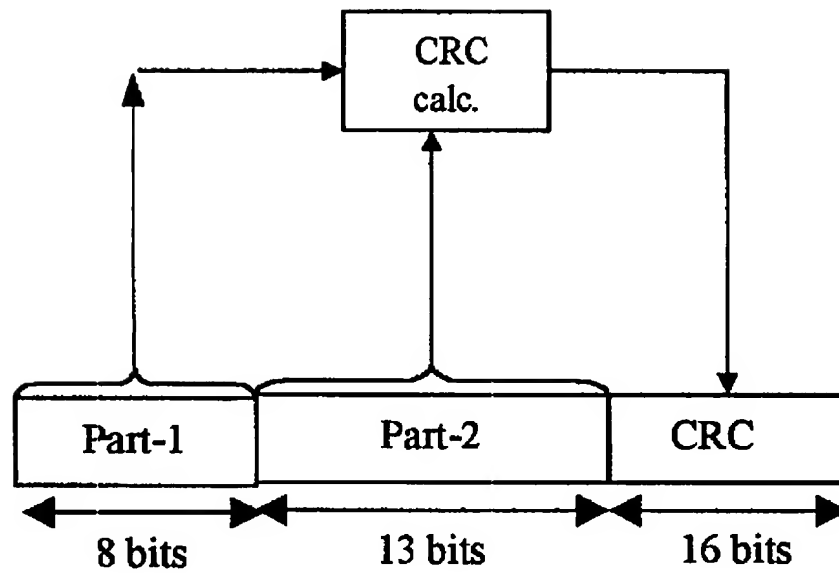 CRC
calc.
Part-1
Part-2
CRC
8 bits
13 bits
16 bits